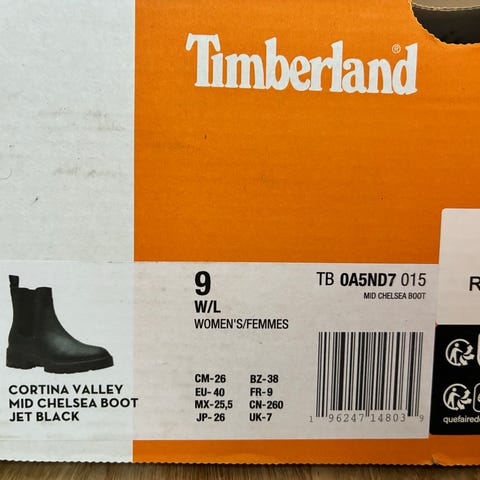 Timberland®
9
W/L
WOMEN'S/FEMMES
TB 0A5ND7 015
MID CHELSEA BOOT
CORTINA VALLEY
MID CHELSEA BOOT
JET BLACK
CM-26 BZ-38
EU- 40 FR-9
MX-25,5 CN-260
JP-26 UK-7
1 96247 14803 9
R
quefairede